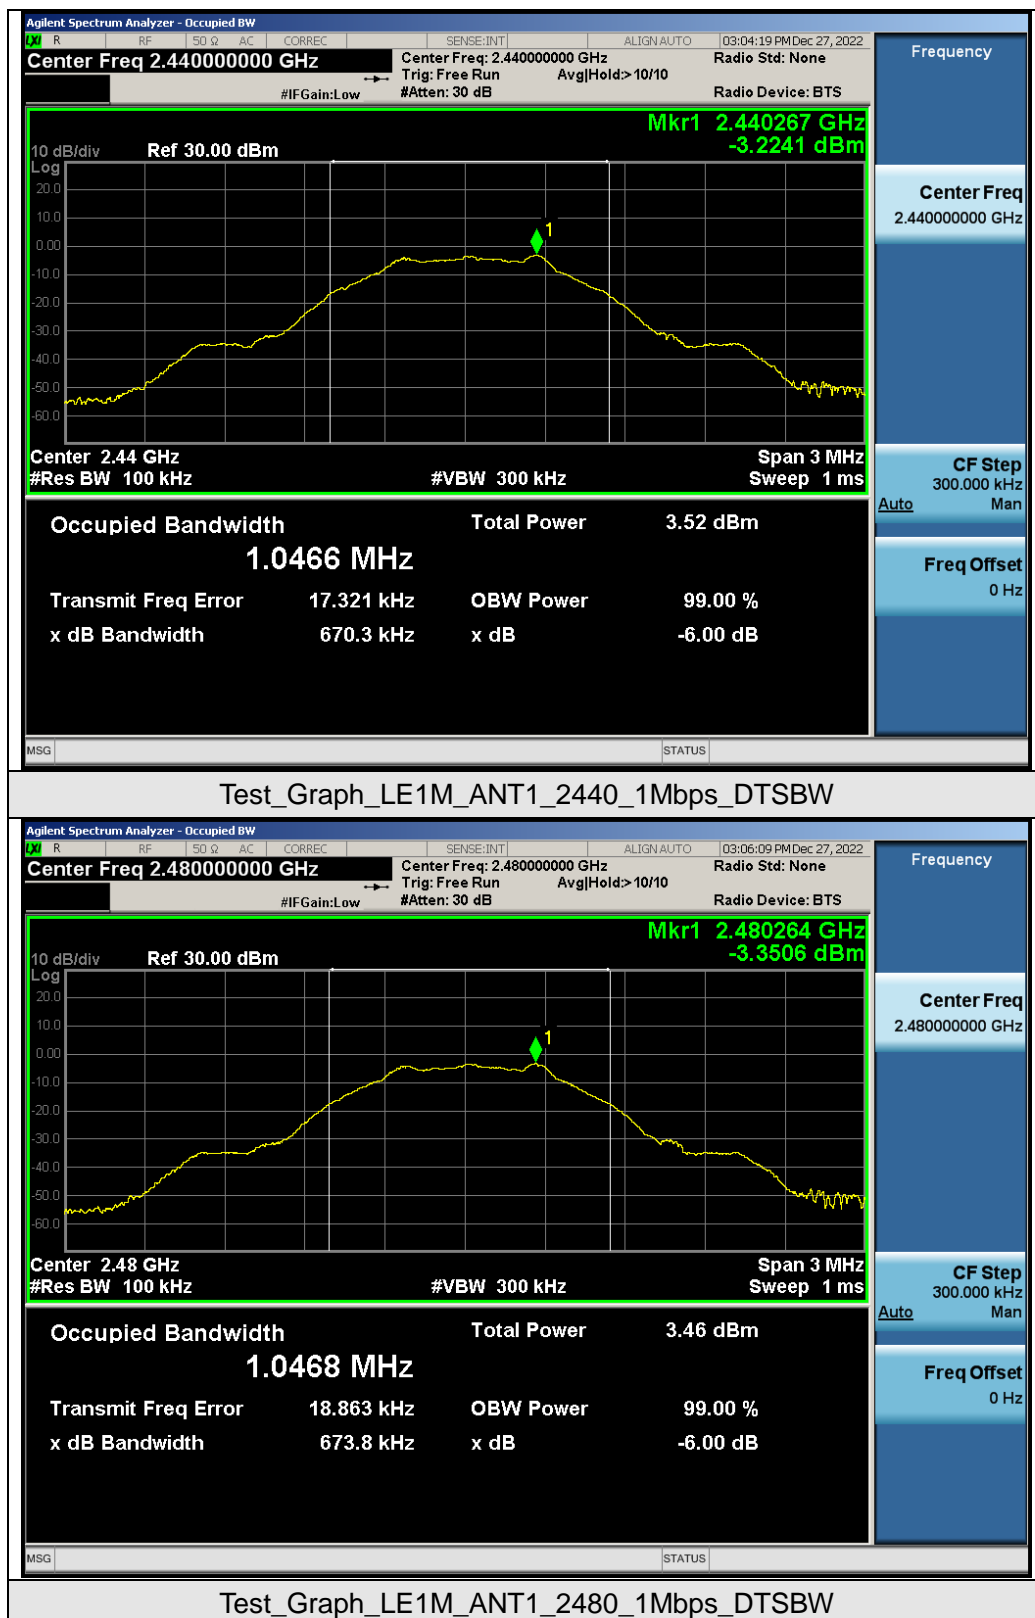 Agilent Spectrum Analyzer - Occupied BW
LXI R RF 50 Ω AC CORREC SENSE:INT ALIGN AUTO 03:04:19 PM Dec 27, 2022
Center Freq 2.440000000 GHz Center Freq: 2.440000000 GHz Radio Std: None Frequency
Trig: Free Run Avg|Hold:> 10/10
#IFGain:Low #Atten: 30 dB Radio Device: BTS
Mkr1 2.440267 GHz
-3.2241 dBm
10 dB/div Ref 30.00 dBm
Log
20.0
10.0
0.00
-10.0
-20.0
-30.0
-40.0
-50.0
-60.0
1
Center Freq
2.440000000 GHz
Center 2.44 GHz Span 3 MHz
#Res BW 100 kHz #VBW 300 kHz Sweep 1 ms
CF Step
300.000 kHz
Auto Man
Occupied Bandwidth Total Power 3.52 dBm
1.0466 MHz
Freq Offset
0 Hz
Transmit Freq Error 17.321 kHz OBW Power 99.00 %
x dB Bandwidth 670.3 kHz x dB -6.00 dB
MSG STATUS
Test_Graph_LE1M_ANT1_2440_1Mbps_DTSBW
Agilent Spectrum Analyzer - Occupied BW
LXI R RF 50 Ω AC CORREC SENSE:INT ALIGN AUTO 03:06:09 PM Dec 27, 2022
Center Freq 2.480000000 GHz Center Freq: 2.480000000 GHz Radio Std: None Frequency
Trig: Free Run Avg|Hold:> 10/10
#IFGain:Low #Atten: 30 dB Radio Device: BTS
Mkr1 2.480264 GHz
-3.3506 dBm
10 dB/div Ref 30.00 dBm
Log
20.0
10.0
0.00
-10.0
-20.0
-30.0
-40.0
-50.0
-60.0
1
Center Freq
2.480000000 GHz
Center 2.48 GHz Span 3 MHz
#Res BW 100 kHz #VBW 300 kHz Sweep 1 ms
CF Step
300.000 kHz
Auto Man
Occupied Bandwidth Total Power 3.46 dBm
1.0468 MHz
Freq Offset
0 Hz
Transmit Freq Error 18.863 kHz OBW Power 99.00 %
x dB Bandwidth 673.8 kHz x dB -6.00 dB
MSG STATUS
Test_Graph_LE1M_ANT1_2480_1Mbps_DTSBW